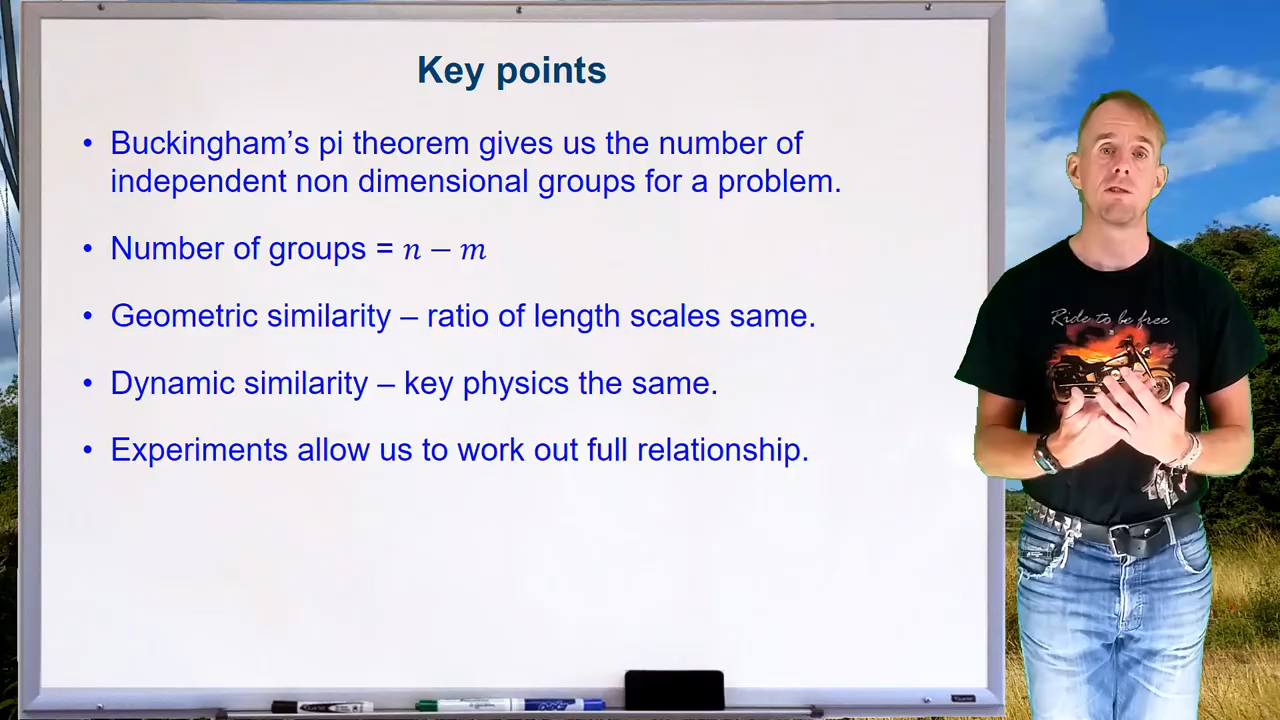 Key points
• Buckingham's pi theorem gives us the number of
independent non dimensional groups for a problem.
• Number of groups = n − m
• Geometric similarity – ratio of length scales same.
• Dynamic similarity – key physics the same.
• Experiments allow us to work out full relationship.
Ride to be free